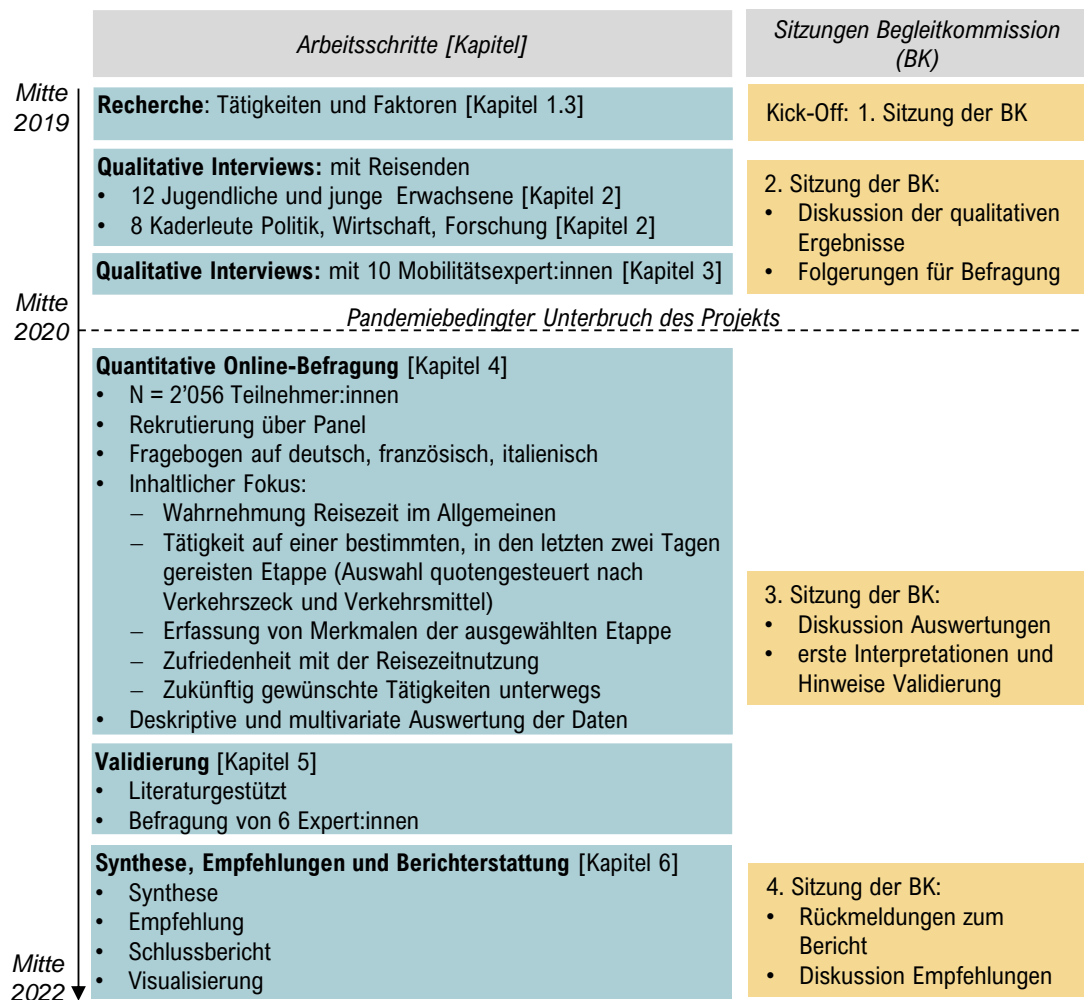 Arbeitsschritte [Kapitel]
Sitzungen Begleitkommission
(BK)
Mitte
2019
Recherche: Tätigkeiten und Faktoren [Kapitel 1.3]
Kick-Off: 1. Sitzung der BK
Qualitative Interviews: mit Reisenden
• 12 Jugendliche und junge Erwachsene [Kapitel 2]
• 8 Kaderleute Politik, Wirtschaft, Forschung [Kapitel 2]
Qualitative Interviews: mit 10 Mobilitätsexpert:innen [Kapitel 3]
2. Sitzung der BK:
• Diskussion der qualitativen
Ergebnisse
• Folgerungen für Befragung
Mitte
2020
Pandemiebedingter Unterbruch des Projekts
Quantitative Online-Befragung [Kapitel 4]
• N = 2'056 Teilnehmer:innen
• Rekrutierung über Panel
• Fragebogen auf deutsch, französisch, italienisch
• Inhaltlicher Fokus:
– Wahrnehmung Reisezeit im Allgemeinen
– Tätigkeit auf einer bestimmten, in den letzten zwei Tagen
gereisten Etappe (Auswahl quotengesteuert nach
Verkehrszeck und Verkehrsmittel)
– Erfassung von Merkmalen der ausgewählten Etappe
– Zufriedenheit mit der Reisezeitnutzung
– Zukünftig gewünschte Tätigkeiten unterwegs
• Deskriptive und multivariate Auswertung der Daten
3. Sitzung der BK:
• Diskussion Auswertungen
• erste Interpretationen und
Hinweise Validierung
Validierung [Kapitel 5]
• Literaturgestützt
• Befragung von 6 Expert:innen
Synthese, Empfehlungen und Berichterstattung [Kapitel 6]
• Synthese
• Empfehlung
• Schlussbericht
• Visualisierung
4. Sitzung der BK:
• Rückmeldungen zum
Bericht
• Diskussion Empfehlungen
Mitte
2022